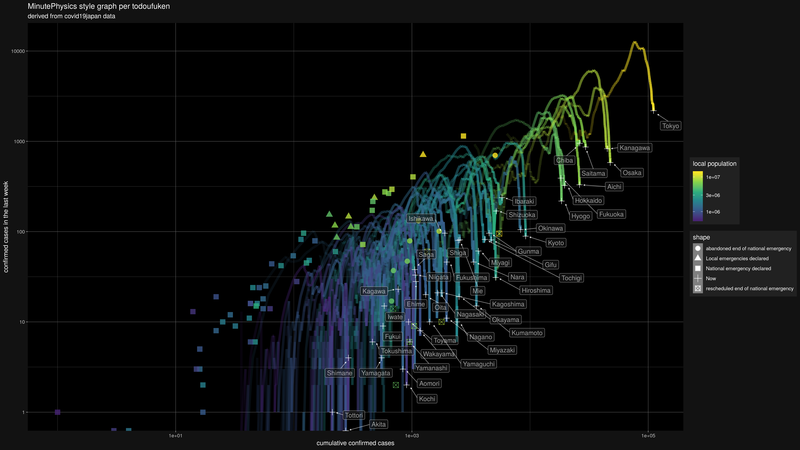 MinutePhysics style graph per todoufuken
derived from covid19japan data
confirmed cases in the last week
10000
1000
100
10
1
1e+01
1e+03
1e+05
cumulative confirmed cases
Tokyo
Kanagawa
Chiba
Saitama
Osaka
Aichi
Hokkaido
Ibaraki
Shizuoka
Hyogo
Fukuoka
Ishikawa
Okinawa
Kyoto
Gunma
Saga
Shiga
Miyagi
Gifu
Niigata
Fukushima
Nara
Tochigi
Kagawa
Mie
Hiroshima
Ehime
Oita
Kagoshima
Iwate
Nagasaki
Okayama
Fukui
Toyama
Nagano
Kumamoto
Tokushima
Wakayama
Miyazaki
Shimane
Yamagata
Yamanashi
Yamaguchi
Aomori
Kochi
Tottori
Akita
local population
1e+07
3e+06
1e+06
shape
abandoned end of national emergency
Local emergencies declared
National emergency declared
Now
rescheduled end of national emergency